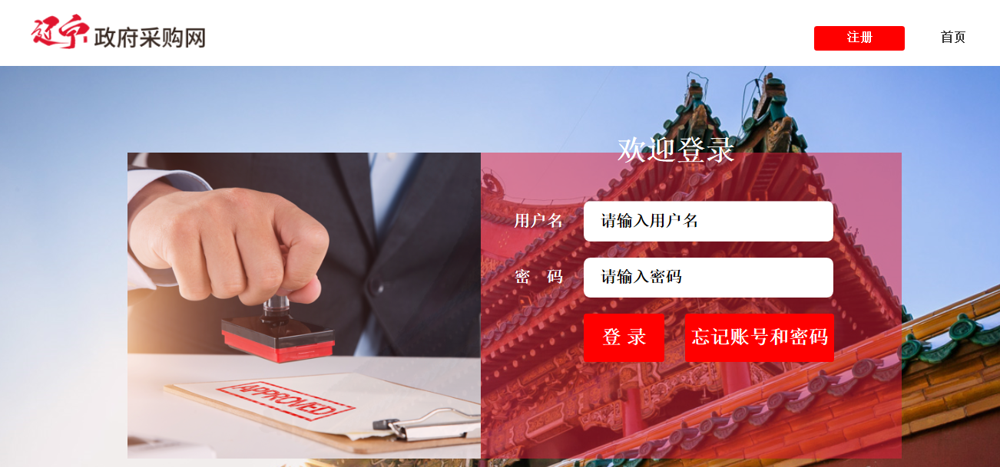 辽宁 政府采购网
注册 首页
欢迎登录
用户名 请输入用户名
密 码 请输入密码
登 录 忘记账号和密码
APPROVED